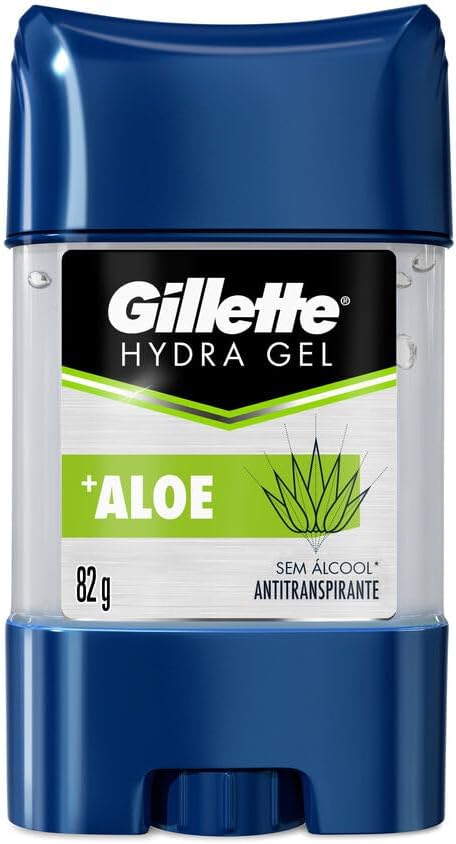 Gillette®
HYDRA GEL
+ALOE
SEM ÁLCOOL*
ANTITRANSPIRANTE
82 g